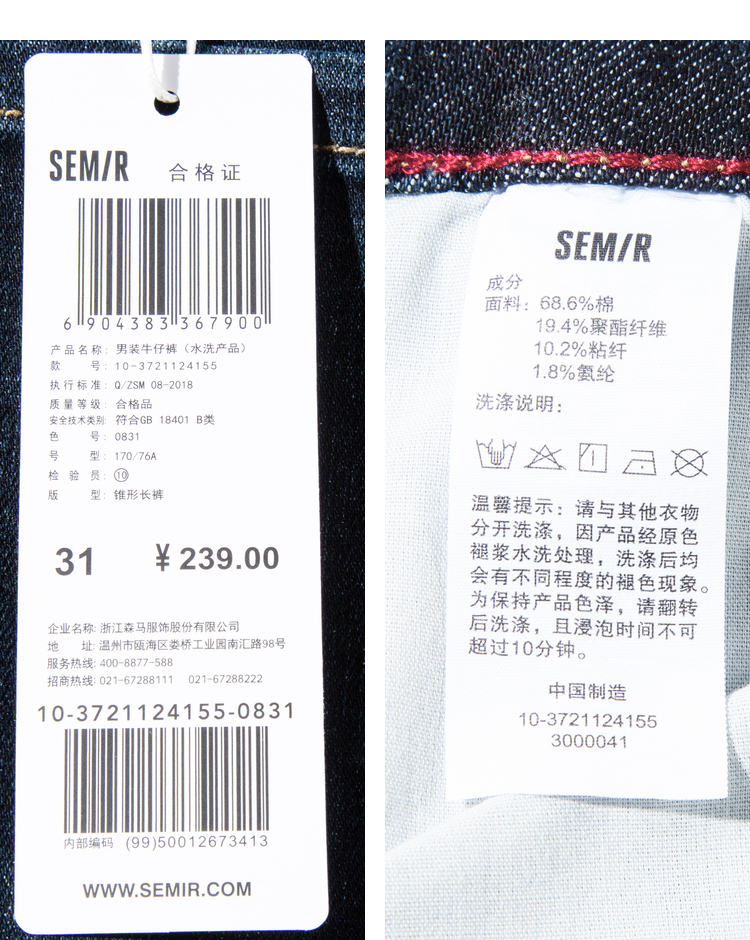 SEMIR 合格证
6 904383 367900
产品名称: 男装牛仔裤（水洗产品）
款 号: 10-3721124155
执行标准: Q/ZSM 08-2018
质量等级: 合格品
安全技术类别: 符合GB 18401 B类
色 号: 0831
号 型: 170/76A
检 验 员: ⑩
版 型: 锥形长裤
31 ¥ 239.00
企业名称: 浙江森马服饰股份有限公司
地 址: 温州市瓯海区娄桥工业园南汇路98号
服务热线: 400-8877-588
招商热线: 021-67288111 021-67288222
10-3721124155-0831
内部编码 (99)50012673413
WWW.SEMIR.COM
SEMIR
成分
面料: 68.6%棉
19.4%聚酯纤维
10.2%粘纤
1.8%氨纶
洗涤说明:
温馨提示: 请与其他衣物
分开洗涤，因产品经原色
褪浆水洗处理，洗涤后均
会有不同程度的褪色现象。
为保持产品色泽，请翻转
后洗涤，且浸泡时间不可
超过10分钟。
中国制造
10-3721124155
3000041